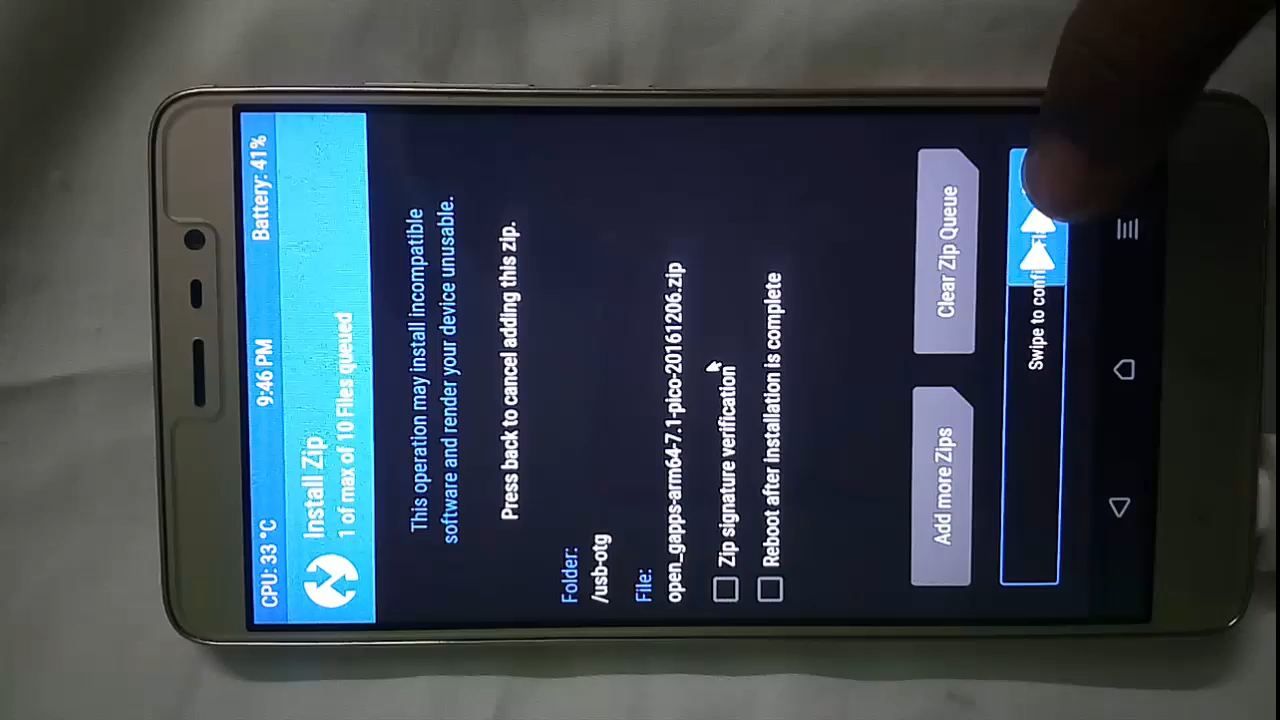 CPU: 33 °C 9:46 PM Battery: 41%
Install Zip
1 of max of 10 Files queued
This operation may install incompatible
software and render your device unusable.
Press back to cancel adding this zip.
Folder:
/usb-otg
File:
open_gapps-arm64-7.1-pico-20161206.zip
Zip signature verification
Reboot after installation is complete
Add more Zips
Clear Zip Queue
Swipe to